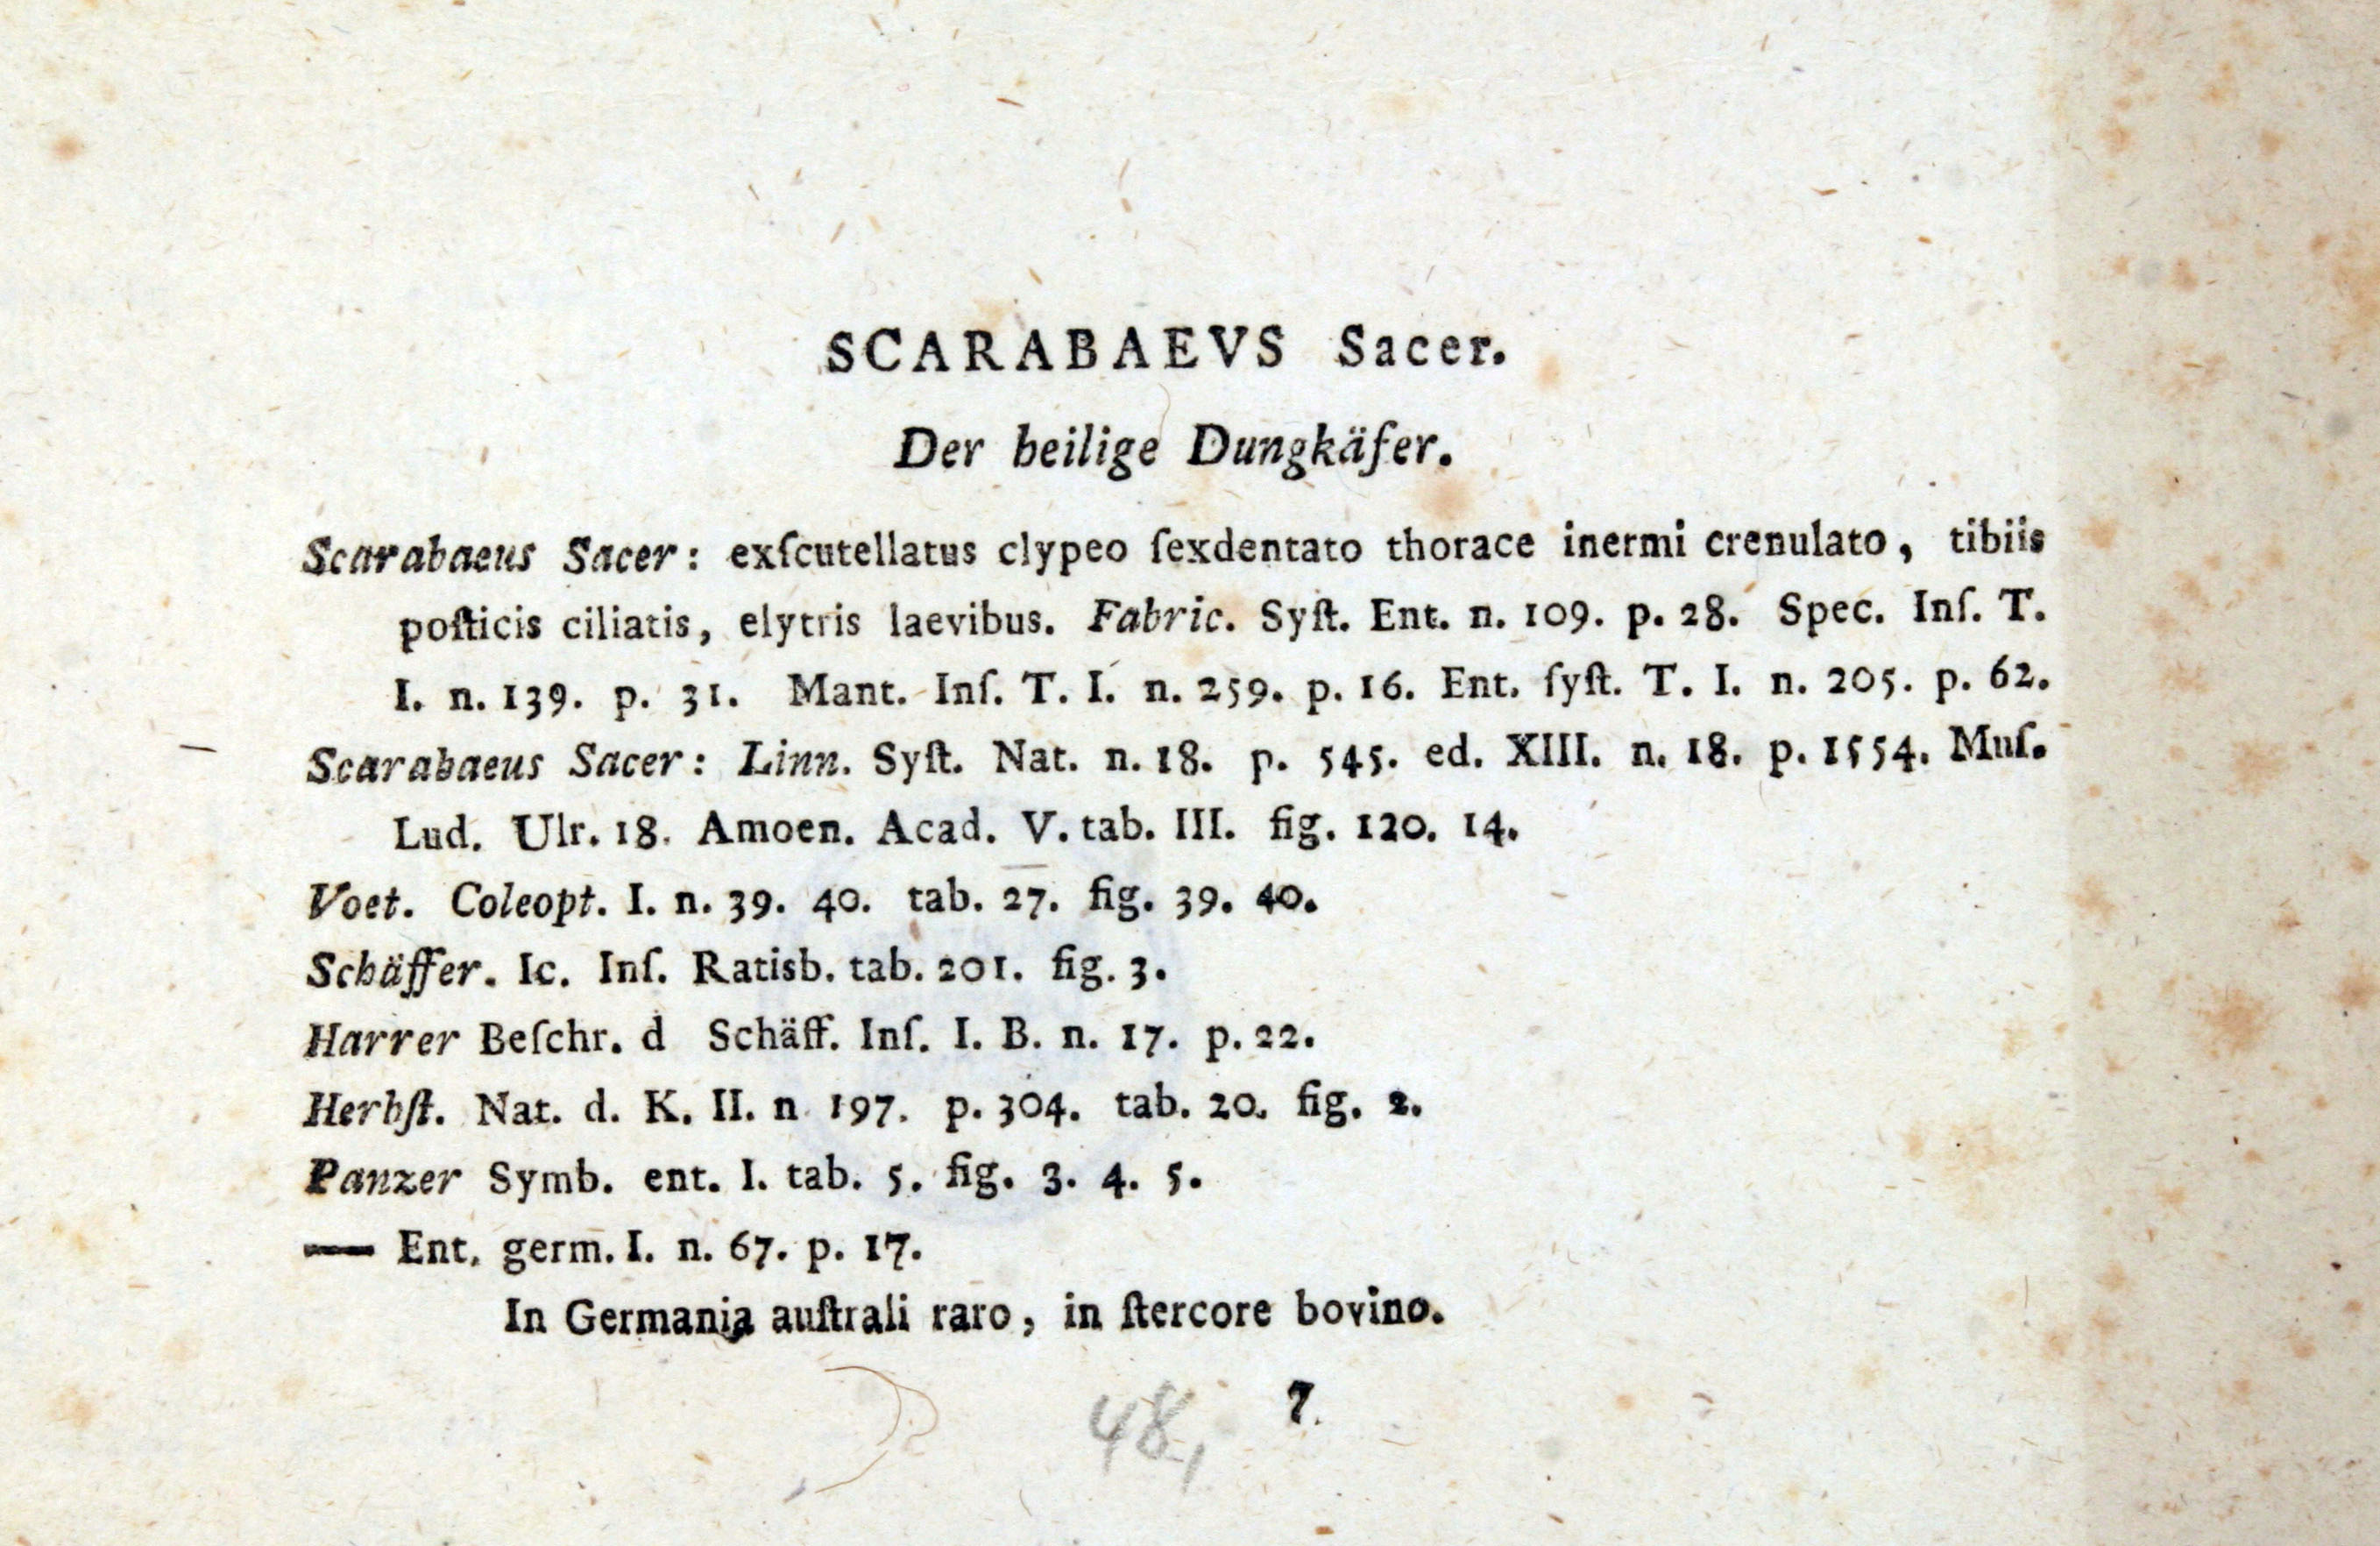 SCARABAEVS Sacer.
Der heilige Dungkäfer.
Scarabaeus Sacer: exſcutellatus clypeo ſexdentato thorace inermi crenulato, tibiis
poſticis ciliatis, elytris laevibus. Fabric. Syſt. Ent. n. 109. p. 28. Spec. Inſ. T.
I. n. 139. p. 31. Mant. Inſ. T. I. n. 259. p. 16. Ent. ſyſt. T. I. n. 205. p. 62.
Scarabaeus Sacer: Linn. Syſt. Nat. n. 18. p. 545. ed. XIII. n. 18. p. 1554. Muſ.
Lud. Ulr. 18. Amoen. Acad. V. tab. III. fig. 120. 14.
Voet. Coleopt. I. n. 39. 40. tab. 27. fig. 39. 40.
Schäffer. Ic. Inſ. Ratisb. tab. 201. fig. 3.
Harrer Beſchr. d Schäff. Inſ. I. B. n. 17. p. 22.
Herbſt. Nat. d. K. II. n 197. p. 304. tab. 20. fig. 2.
Panzer Symb. ent. I. tab. 5. fig. 3. 4. 5.
— Ent. germ. I. n. 67. p. 17.
In Germania auſtrali raro, in ſtercore bovino.
48, 7.